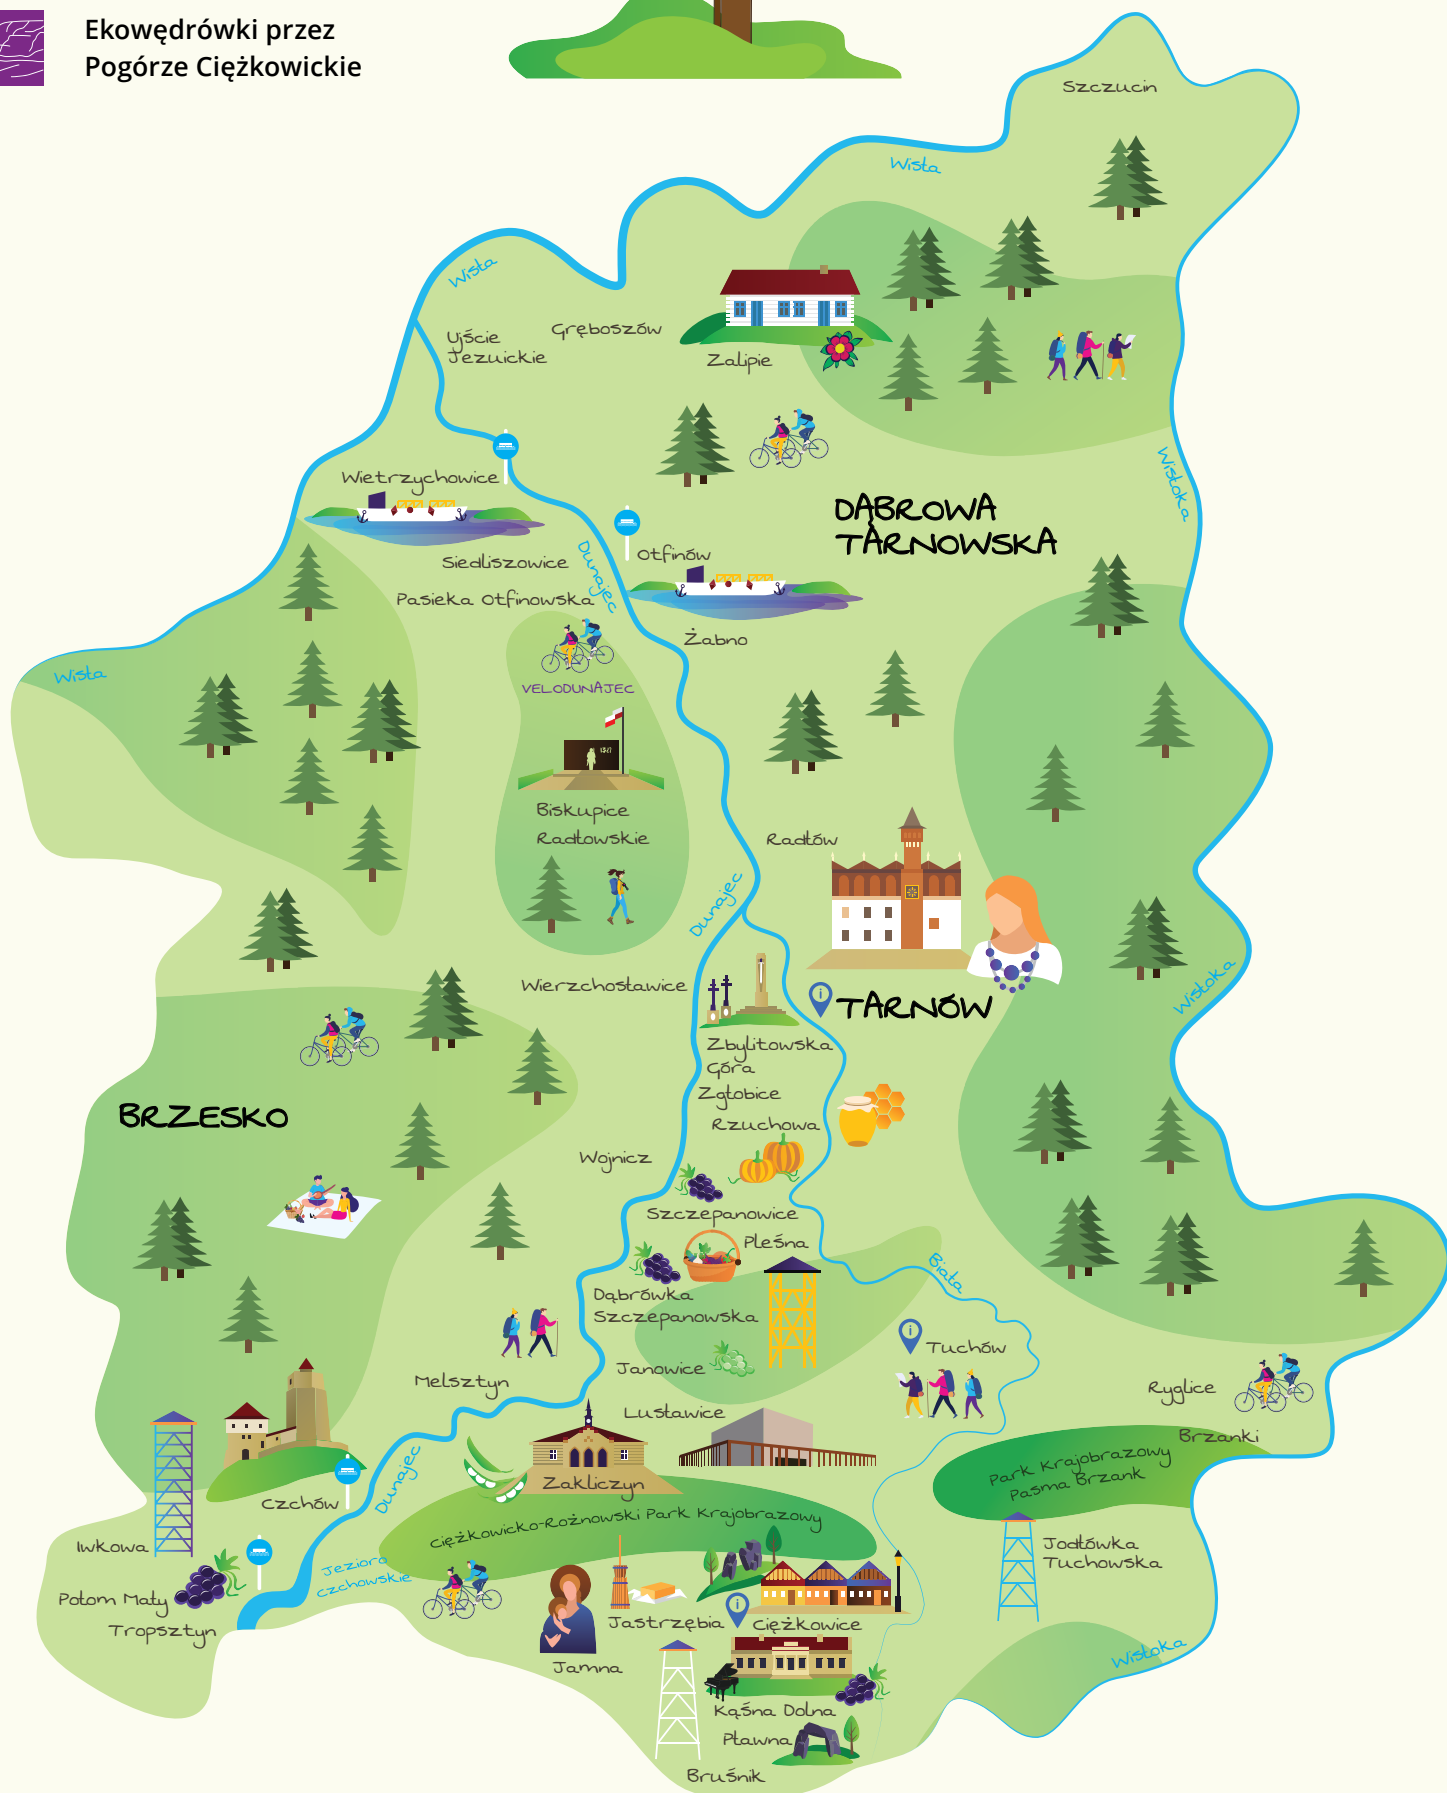 Ekowędrówki przez
Pogórze Ciężkowickie
Szczucin
Wisła
Wisła
Ujście
Jezuickie
Gręboszów
Zalipie
Wietrzychowice
Wisłoka
DĄBROWA
TARNOWSKA
Siedliszowice
Dunajec
Otfinów
Pasieka Otfinowska
Żabno
Wisła
VELODUNAJEC
Biskupice
Radłowskie
Radłów
Dunajec
Wierzchosławice
Wisłoka
TARNÓW
Zbylitowska
Góra
Zgłobice
BRZESKO
Rzuchowa
Wojnicz
Szczepanowice
Pleśna
Biała
Dąbrówka
Szczepanowska
Tuchów
Janowice
Melsztyn
Ryglice
Lusławice
Brzanki
Park Krajobrazowy
Pasma Brzank
Zakliczyn
Dunajec
Czchów
Ciężkowicko-Rożnowski Park Krajobrazowy
Iwkowa
Jodłówka
Tuchowska
Jezioro
Czchowskie
Połom Mały
Tropsztyn
Jastrzębia
Ciężkowice
Jamna
Wisłoka
Kąśna Dolna
Pławna
Bruśnik